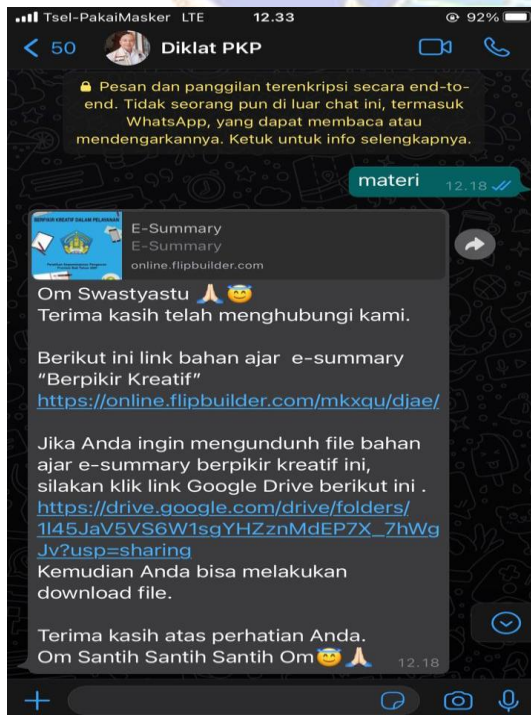 Tsel-PakaiMasker LTE 12.33 92%
50 Diklat PKP
Pesan dan panggilan terenkripsi secara end-to-
end. Tidak seorang pun di luar chat ini, termasuk
WhatsApp, yang dapat membaca atau
mendengarkannya. Ketuk untuk info selengkapnya.
materi 12.18
BERPIKIR KREATIF DALAM PELAYANAN
E-Summary
E-Summary
online.flipbuilder.com
Om Swastyastu 🙏🏻😇
Terima kasih telah menghubungi kami.
Berikut ini link bahan ajar e-summary
“Berpikir Kreatif”
https://online.flipbuilder.com/mkxqu/djae/
Jika Anda ingin mengundunh file bahan
ajar e-summary berpikir kreatif ini,
silakan klik link Google Drive berikut ini .
https://drive.google.com/drive/folders/
1I45JaV5VS6W1sgYHZznMdEP7X_7hWg
Jv?usp=sharing
Kemudian Anda bisa melakukan
download file.
Terima kasih atas perhatian Anda.
Om Santih Santih Santih Om😇🙏🏻 12.18